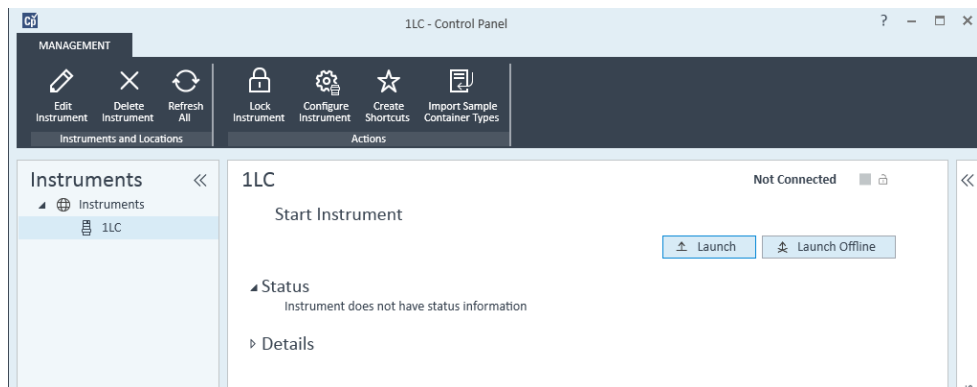 Cp
1LC - Control Panel
?
MANAGEMENT
Edit
Instrument
Delete
Instrument
Refresh
All
Lock
Instrument
Configure
Instrument
Create
Shortcuts
Import Sample
Container Types
Instruments and Locations
Actions
Instruments
Instruments
1LC
1LC
Not Connected
Start Instrument
Launch
Launch Offline
Status
Instrument does not have status information
Details